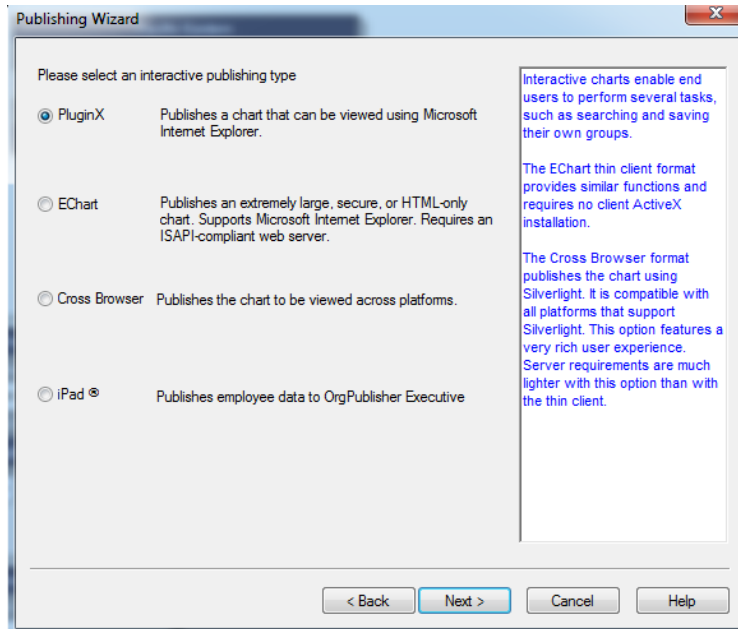 Publishing Wizard
Please select an interactive publishing type
PluginX
Publishes a chart that can be viewed using Microsoft
Internet Explorer.
EChart
Publishes an extremely large, secure, or HTML-only
chart. Supports Microsoft Internet Explorer. Requires an
ISAPI-compliant web server.
Cross Browser
Publishes the chart to be viewed across platforms.
iPad ®
Publishes employee data to OrgPublisher Executive
Interactive charts enable end
users to perform several tasks,
such as searching and saving
their own groups.
The EChart thin client format
provides similar functions and
requires no client ActiveX
installation.
The Cross Browser format
publishes the chart using
Silverlight. It is compatible with
all platforms that support
Silverlight. This option features a
very rich user experience.
Server requirements are much
lighter with this option than with
the thin client.
< Back
Next >
Cancel
Help